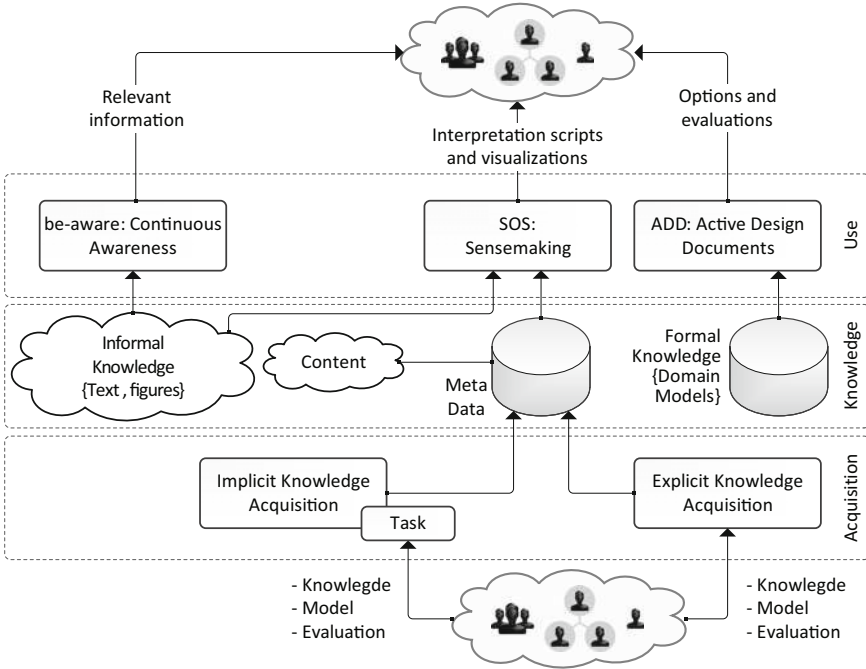 Relevant
information
Interpretation scripts
and visualizations
Options and
evaluations
be-aware: Continuous
Awareness
SOS:
Sensemaking
ADD: Active Design
Documents
Use
Informal
Knowledge
{Text , figures}
Content
Meta
Data
Formal
Knowledge
{Domain
Models}
Knowledge
Implicit Knowledge
Acquisition
Task
Explicit Knowledge
Acquisition
Acquisition
- Knowlegde
- Model
- Evaluation
- Knowlegde
- Model
- Evaluation